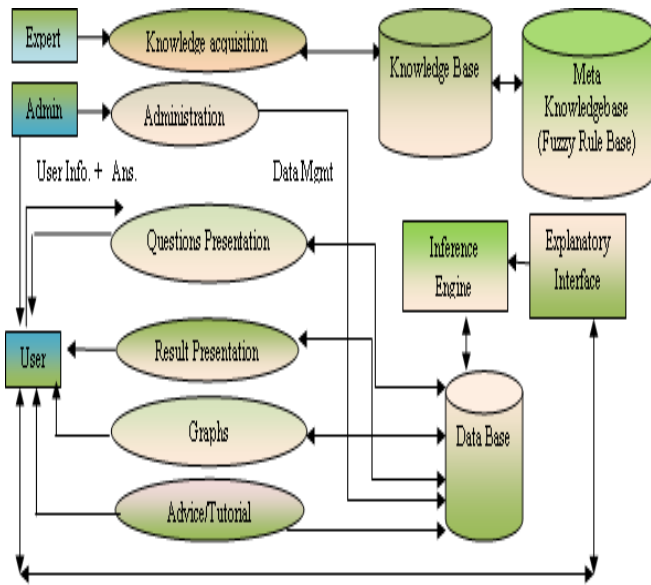 Expert
Knowledge acquisition
Knowledge Base
Meta
Knowledgebase
(Fuzzy Rule Base)
Admin
Administration
User Info. + Ans.
Data Mgmt
Questions Presentation
Inference
Engine
Explanatory
Interface
User
Result Presentation
Graphs
Data Base
Advice/Tutorial